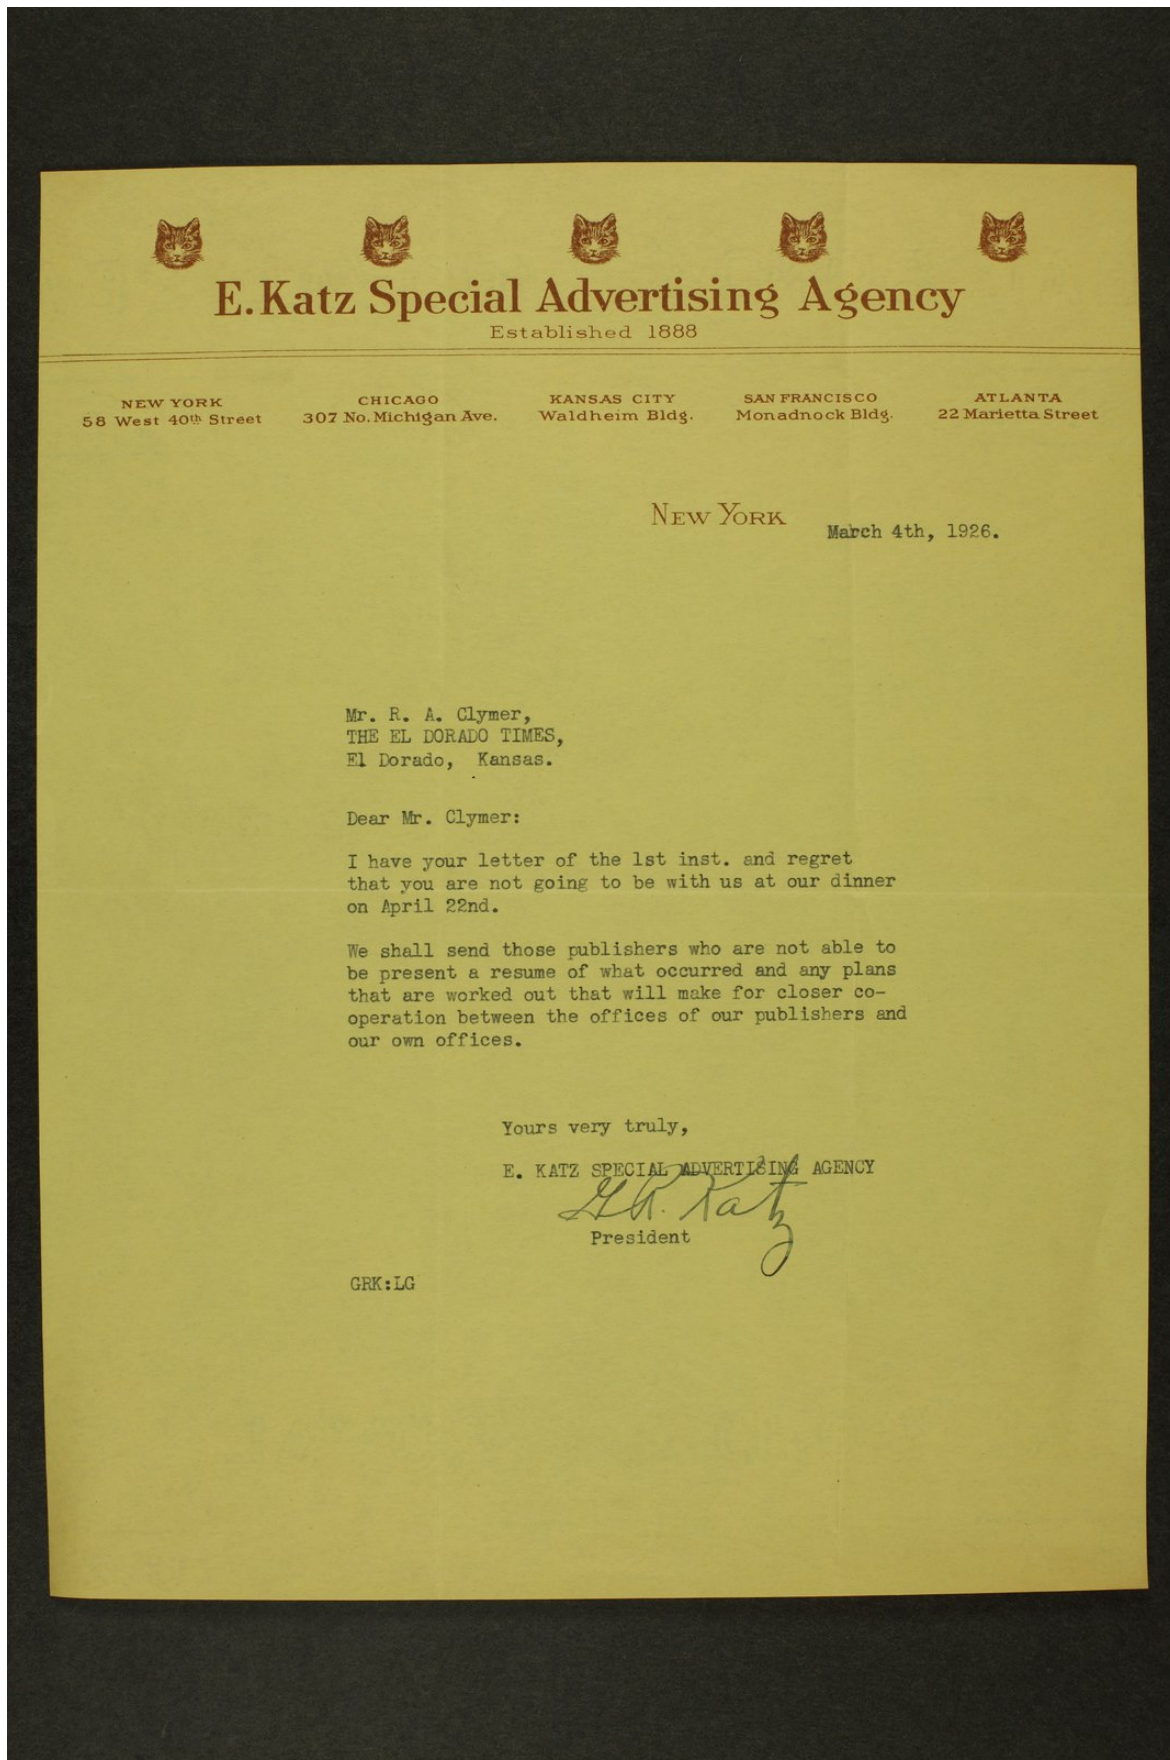 E. Katz Special Advertising Agency
Established 1888
NEW YORK
58 West 40th Street
CHICAGO
307 No. Michigan Ave.
KANSAS CITY
Waldheim Bldg.
SAN FRANCISCO
Monadnock Bldg.
ATLANTA
22 Marietta Street
NEW YORK
March 4th, 1926.
Mr. R. A. Clymer,
THE EL DORADO TIMES,
El Dorado, Kansas.
Dear Mr. Clymer:
I have your letter of the 1st inst. and regret
that you are not going to be with us at our dinner
on April 22nd.
We shall send those publishers who are not able to
be present a resume of what occurred and any plans
that are worked out that will make for closer co-
operation between the offices of our publishers and
our own offices.
Yours very truly,
E. KATZ SPECIAL ADVERTISING AGENCY
G. R. Katz
President
GRK:LG